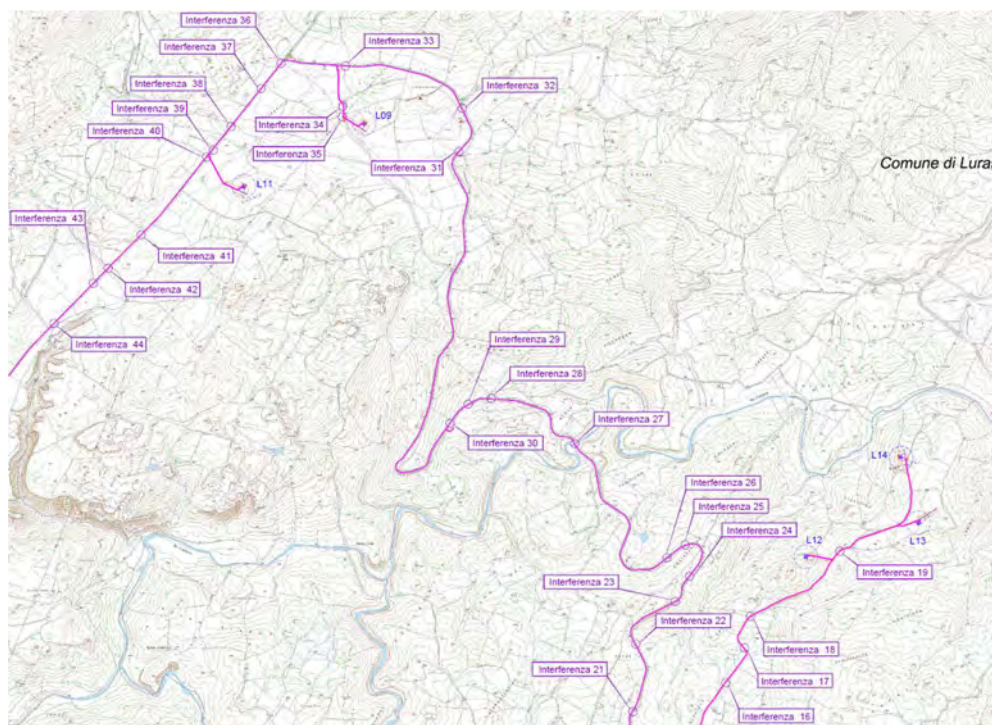 Interferenza 36
Interferenza 37
Interferenza 33
Interferenza 38
Interferenza 32
Interferenza 39
Interferenza 34
L09
Interferenza 40
Interferenza 35
Interferenza 31
Comune di Luras
L11
Interferenza 43
Interferenza 41
Interferenza 42
Interferenza 44
Interferenza 29
Interferenza 28
Interferenza 27
Interferenza 30
L14
Interferenza 26
Interferenza 25
Interferenza 24
L12
L13
Interferenza 19
Interferenza 23
Interferenza 22
Interferenza 18
Interferenza 17
Interferenza 21
Interferenza 16